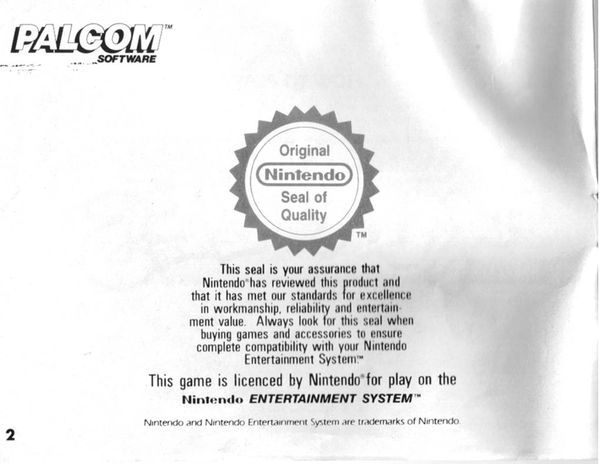 PALCOM™
SOFTWARE
Original
Nintendo
Seal of
Quality
TM
This seal is your assurance that
Nintendo® has reviewed this product and
that it has met our standards for excellence
in workmanship, reliability and entertain-
ment value. Always look for this seal when
buying games and accessories to ensure
complete compatibility with your Nintendo
Entertainment System.™
This game is licenced by Nintendo® for play on the
Nintendo ENTERTAINMENT SYSTEM™
Nintendo and Nintendo Entertainment System are trademarks of Nintendo.
2